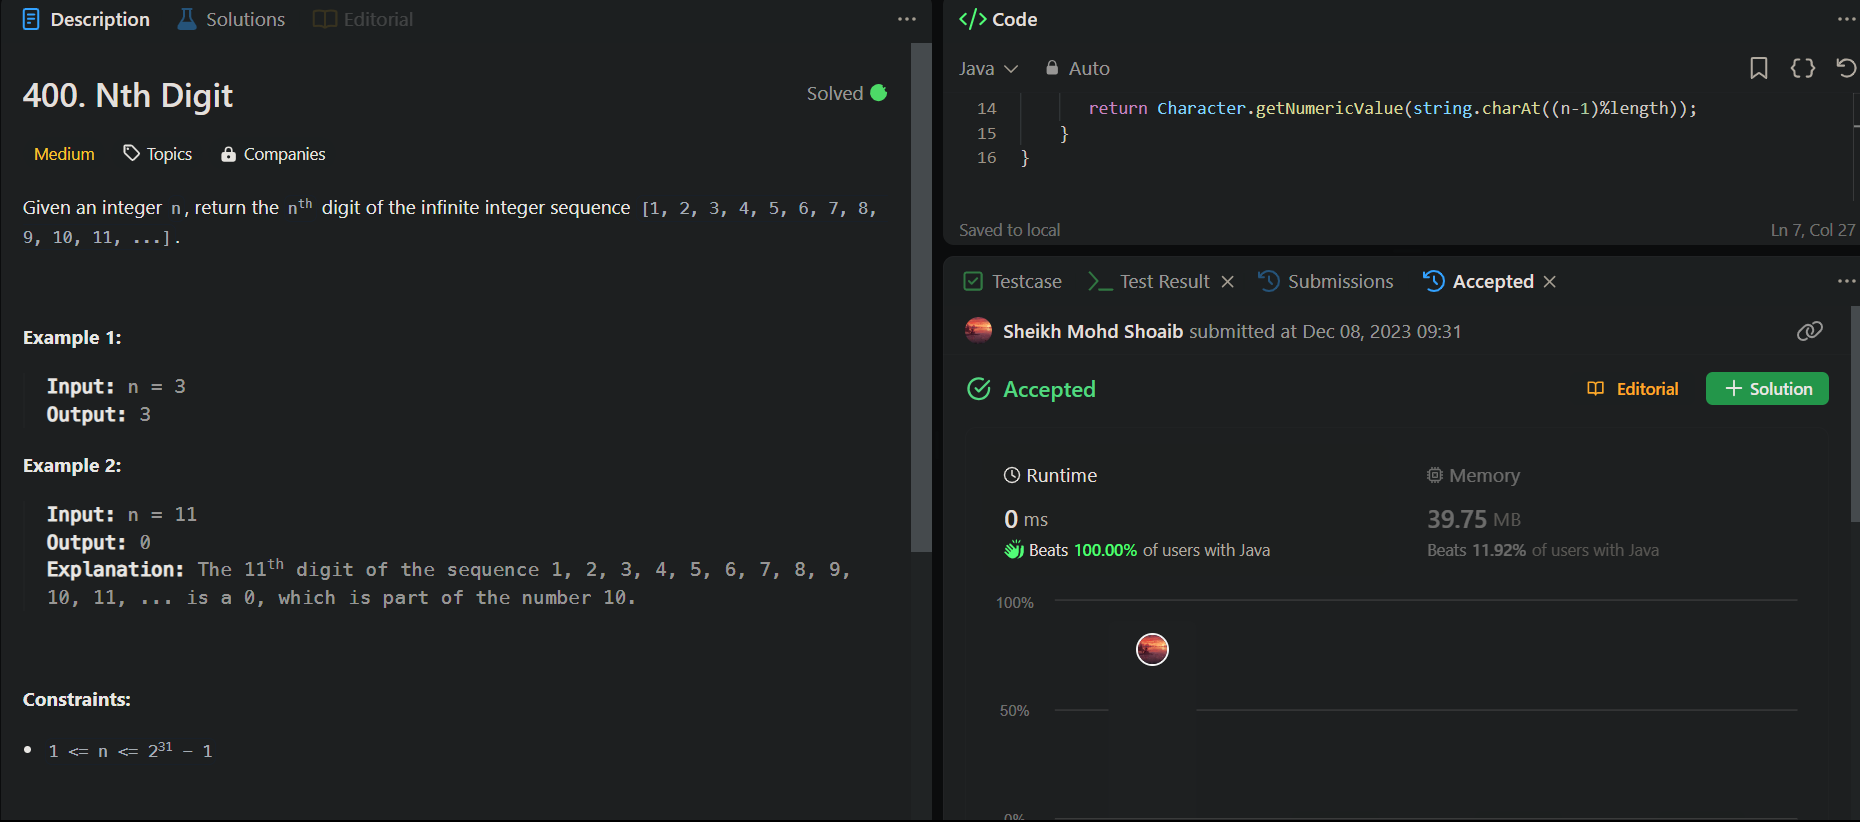 Description Solutions Editorial
400. Nth Digit
Solved
Medium Topics Companies
Given an integer n, return the nth digit of the infinite integer sequence [1, 2, 3, 4, 5, 6, 7, 8,
9, 10, 11, ...].
Example 1:
Input: n = 3
Output: 3
Example 2:
Input: n = 11
Output: 0
Explanation: The 11th digit of the sequence 1, 2, 3, 4, 5, 6, 7, 8, 9,
10, 11, ... is a 0, which is part of the number 10.
Constraints:
• 1 <= n <= 2^31 - 1
</> Code
Java Auto
14 return Character.getNumericValue(string.charAt((n-1)%length));
15 }
16 }
Saved to local Ln 7, Col 27
Testcase Test Result Submissions Accepted
Sheikh Mohd Shoaib submitted at Dec 08, 2023 09:31
Accepted Editorial + Solution
Runtime Memory
0 ms 39.75 MB
Beats 100.00% of users with Java Beats 11.92% of users with Java
100%
50%
0%